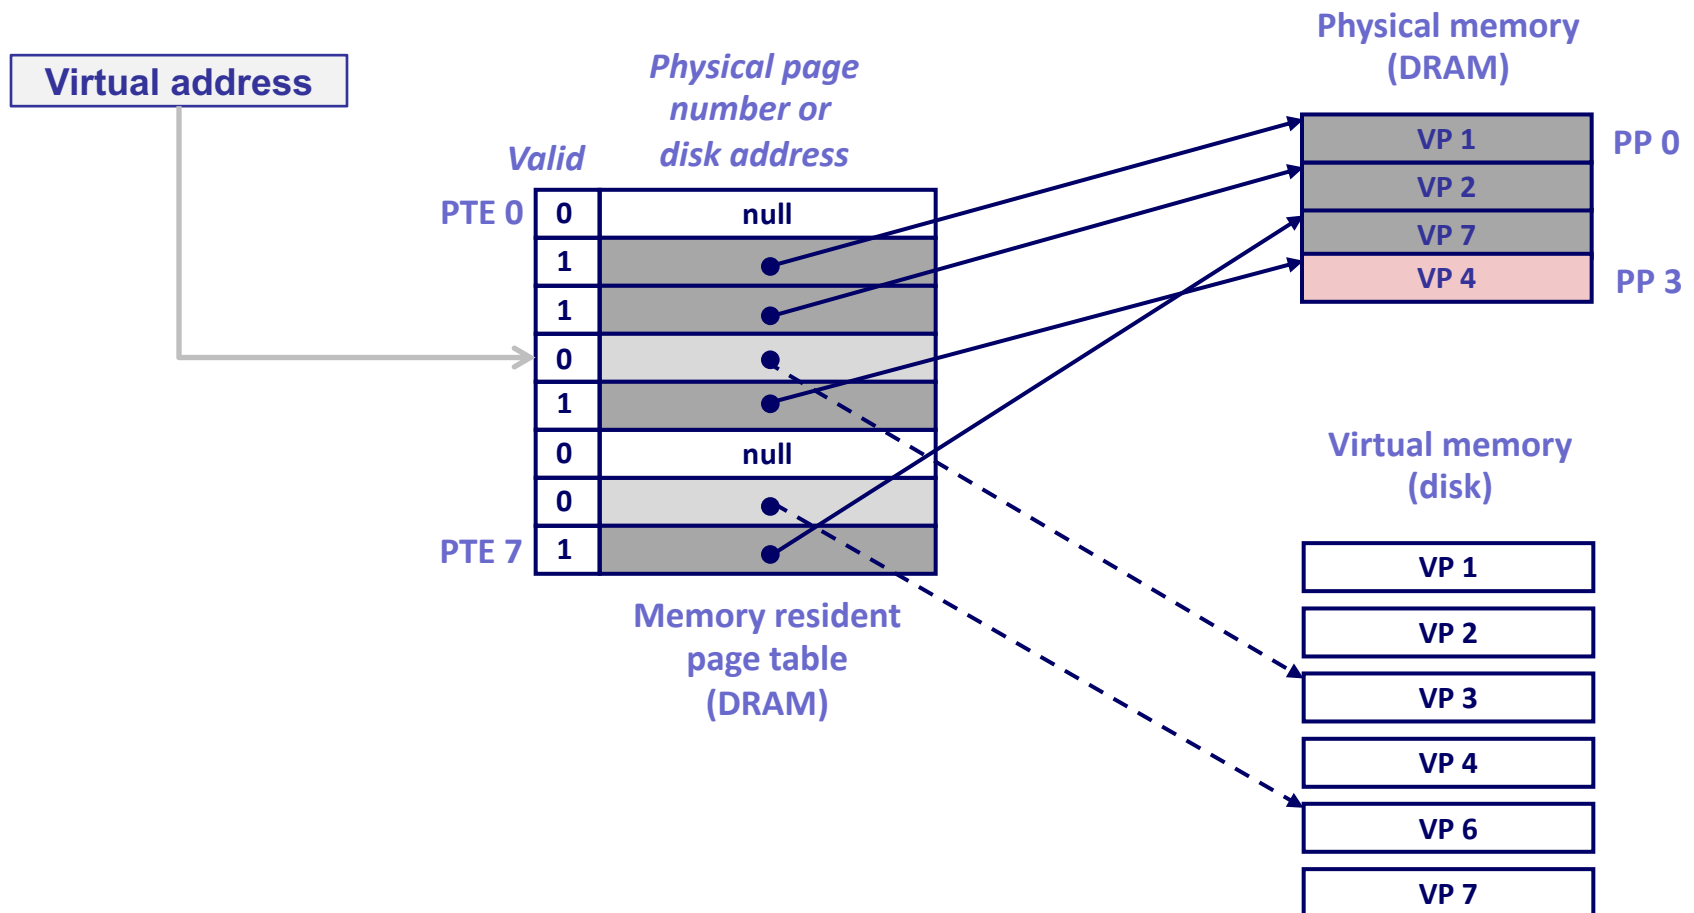 Virtual address
Physical page
number or
disk address
Valid
PTE 0
0
null
1
1
0
1
0
null
0
PTE 7
1
Memory resident
page table
(DRAM)
Physical memory
(DRAM)
VP 1
PP 0
VP 2
VP 7
VP 4
PP 3
Virtual memory
(disk)
VP 1
VP 2
VP 3
VP 4
VP 6
VP 7